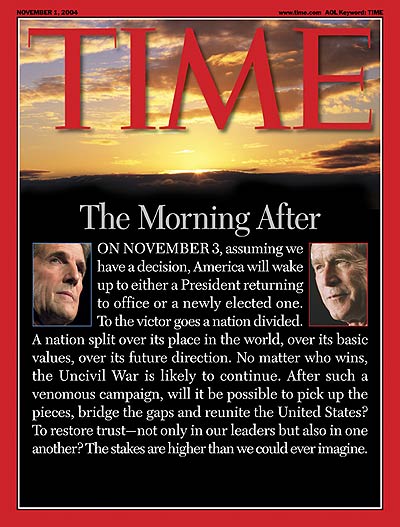 NOVEMBER 1, 2004 www.time.com AOL Keyword: TIME
TIME
The Morning After
ON NOVEMBER 3, assuming we
have a decision, America will wake
up to either a President returning
to office or a newly elected one.
To the victor goes a nation divided.
A nation split over its place in the world, over its basic
values, over its future direction. No matter who wins,
the Uncivil War is likely to continue. After such a
venomous campaign, will it be possible to pick up the
pieces, bridge the gaps and reunite the United States?
To restore trust—not only in our leaders but also in one
another? The stakes are higher than we could ever imagine.